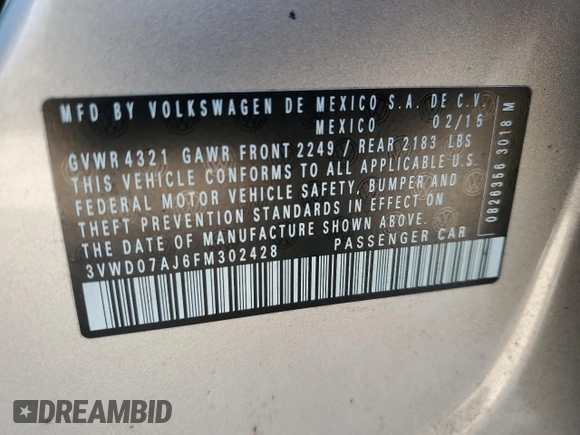 MFD BY VOLKSWAGEN DE MEXICO S.A. DE C.V.
MEXICO 02/15
GVWR 4321 GAWR FRONT 2249 / REAR 2183 LBS
THIS VEHICLE CONFORMS TO ALL APPLICABLE U.S.
FEDERAL MOTOR VEHICLE SAFETY, BUMPER AND
THEFT PREVENTION STANDARDS IN EFFECT ON
THE DATE OF MANUFACTURE SHOWN ABOVE.
3VWD07AJ6FM302428 PASSENGER CAR
0826356 3018 M
DREAMBID